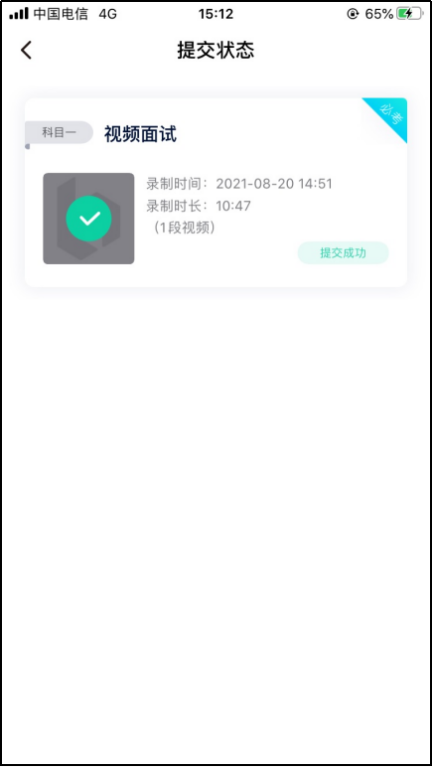 中国电信 4G 15:12 65%
提交状态
必考
科目一 视频面试
录制时间：2021-08-20 14:51
录制时长：10:47
（1段视频）
提交成功